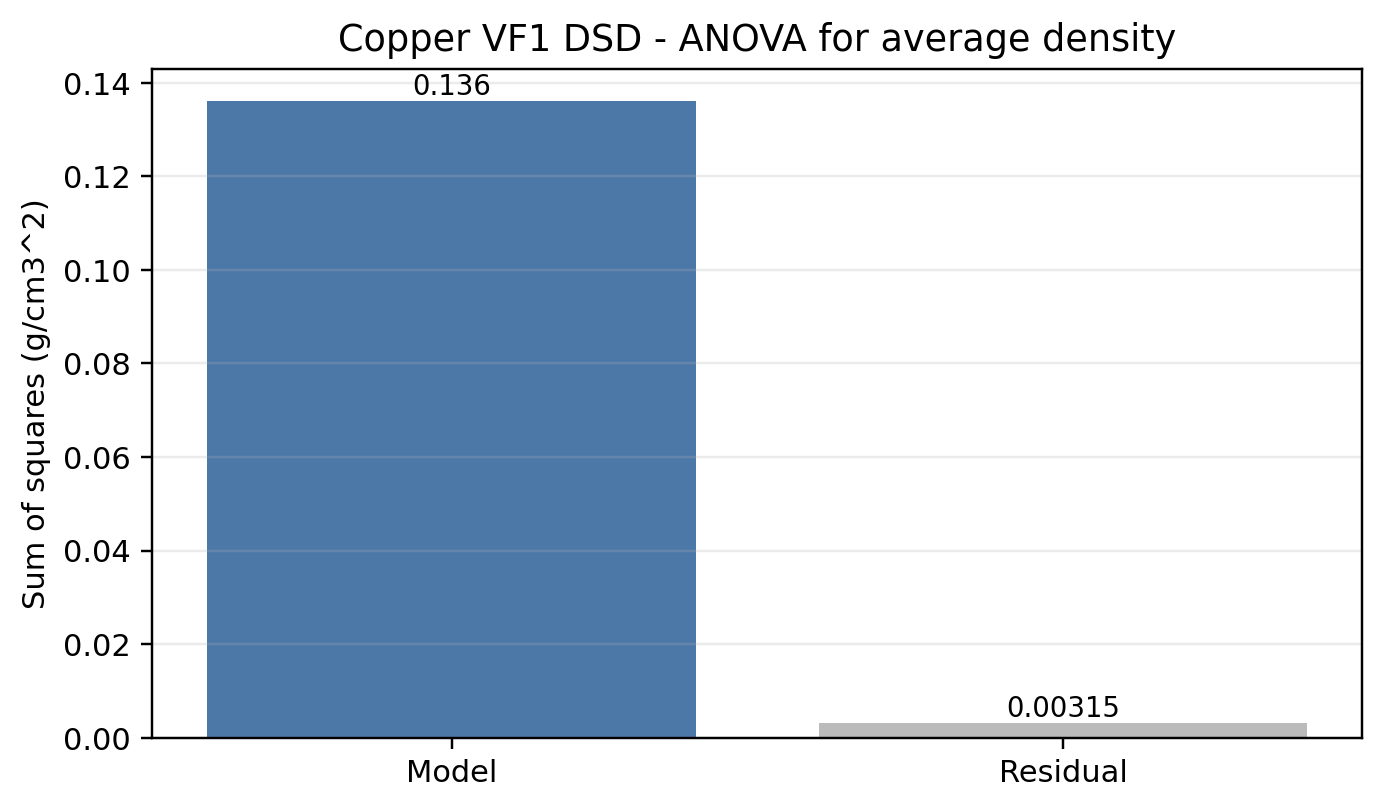 Copper VF1 DSD - ANOVA for average density
Sum of squares (g/cm3^2)
0.14
0.12
0.10
0.08
0.06
0.04
0.02
0.00
0.136
0.00315
Model
Residual